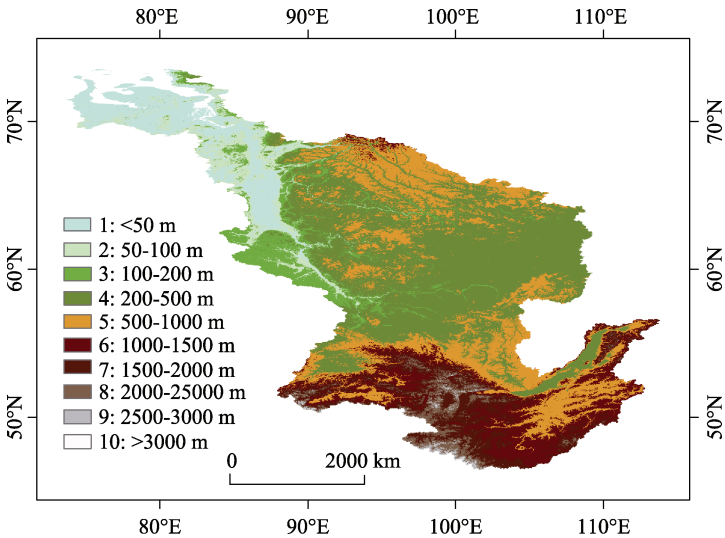 80°E 90°E 100°E 110°E
70°N 70°N
60°N 60°N
50°N 50°N
1: <50 m
2: 50-100 m
3: 100-200 m
4: 200-500 m
5: 500-1000 m
6: 1000-1500 m
7: 1500-2000 m
8: 2000-25000 m
9: 2500-3000 m
10: >3000 m
0 2000 km
80°E 90°E 100°E 110°E